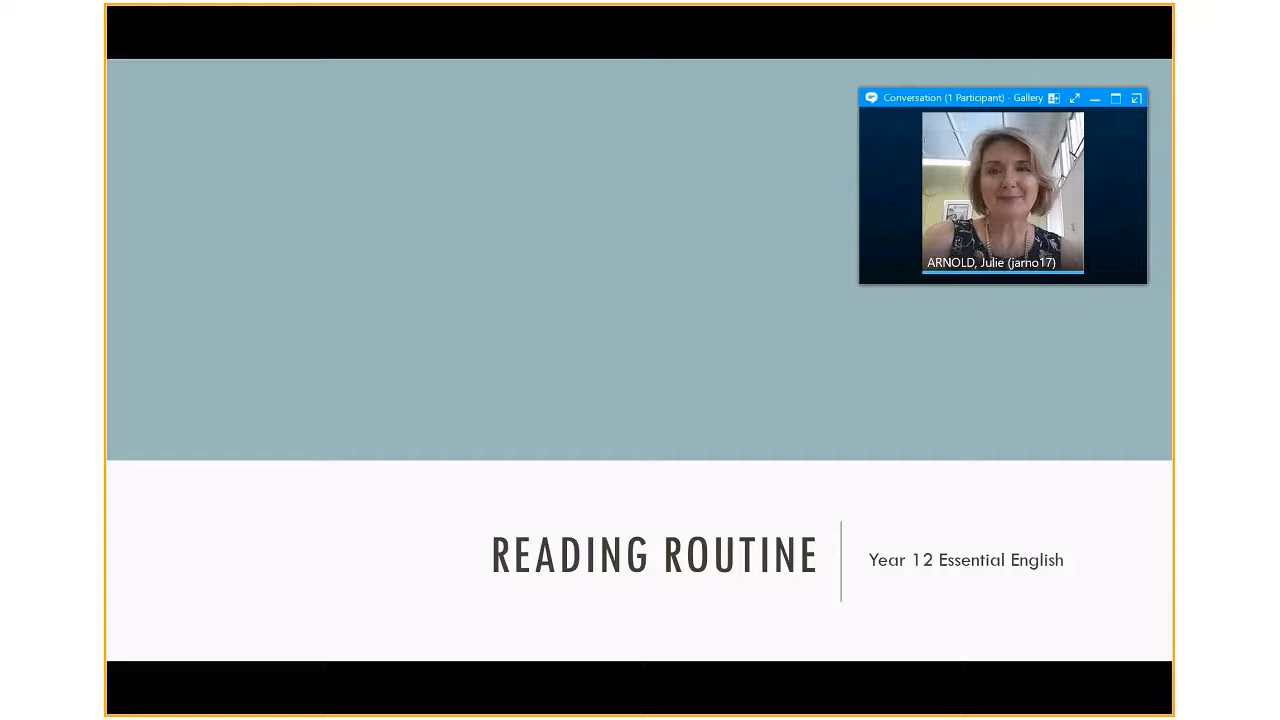 Conversation (1 Participant) - Gallery
ARNOLD, Julie (jarno17)
READING ROUTINE
Year 12 Essential English